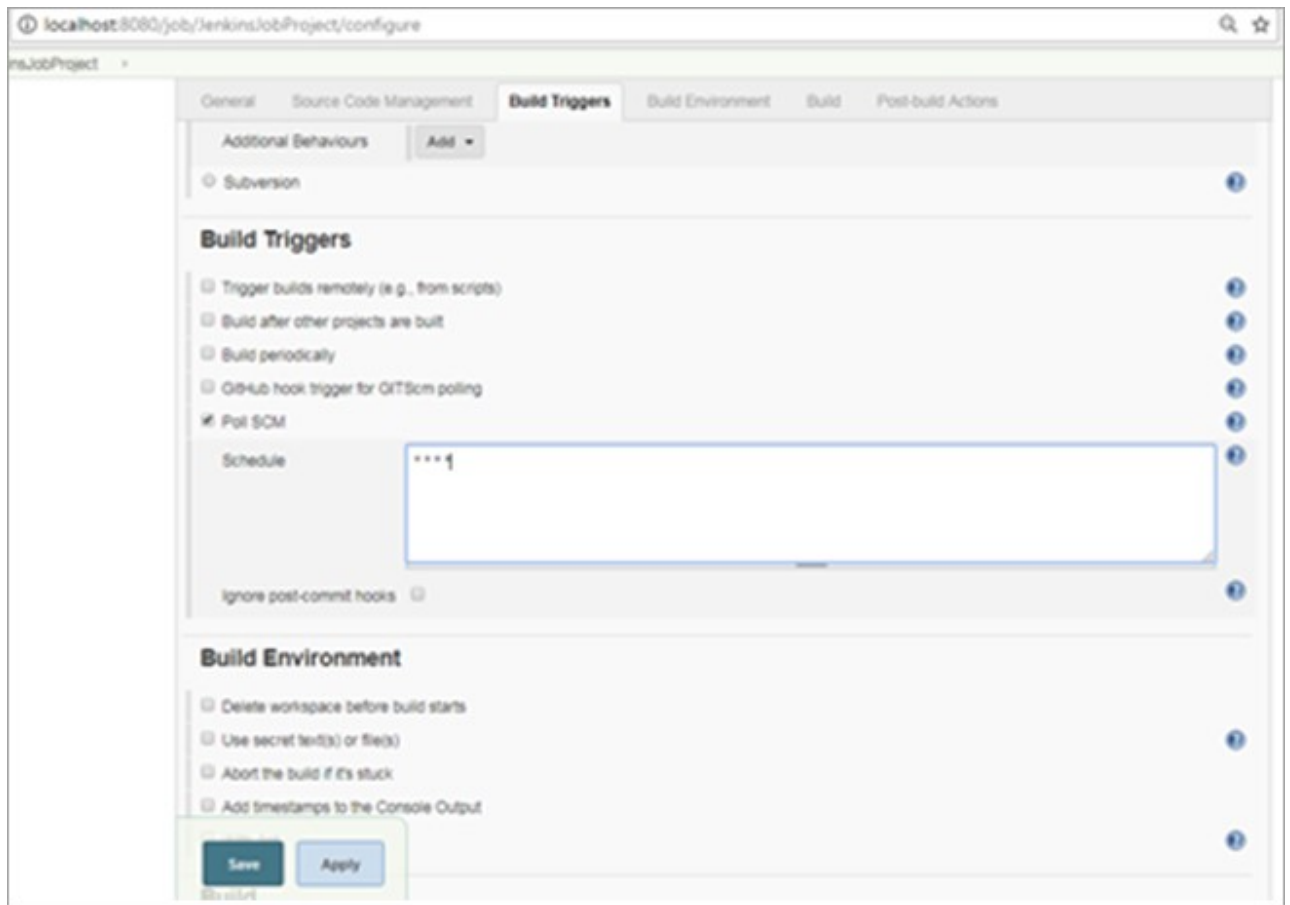 localhost:8080/job/JenkinsJobProject/configure
nsJobProject
General Source Code Management Build Triggers Build Environment Build Post-build Actions
Additional Behaviours Add
Subversion
Build Triggers
Trigger builds remotely (e.g., from scripts)
Build after other projects are built
Build periodically
GitHub hook trigger for GITScm polling
Poll SCM
Schedule * * * *
Ignore post-commit hooks
Build Environment
Delete workspace before build starts
Use secret text(s) or file(s)
Abort the build if it's stuck
Add timestamps to the Console Output
Save Apply
Build